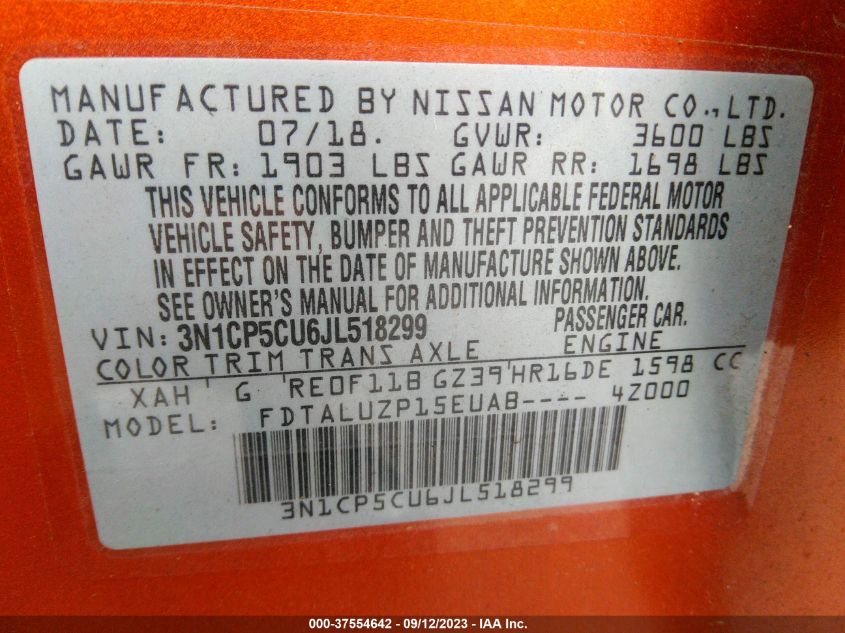 MANUFACTURED BY NISSAN MOTOR CO.,LTD.
DATE: 07/18. GVWR: 3600 LBS
GAWR FR: 1903 LBS GAWR RR: 1698 LBS
THIS VEHICLE CONFORMS TO ALL APPLICABLE FEDERAL MOTOR
VEHICLE SAFETY, BUMPER AND THEFT PREVENTION STANDARDS
IN EFFECT ON THE DATE OF MANUFACTURE SHOWN ABOVE.
SEE OWNER'S MANUAL FOR ADDITIONAL INFORMATION.
VIN: 3N1CP5CU6JL518299 PASSENGER CAR.
COLOR TRIM TRANS AXLE ENGINE
XAH G RE0F11B GZ39 HR16DE 1598 CC
MODEL: FDTALUZP15EUAB---- 4Z000
3N1CP5CU6JL518299
000-37554642 - 09/12/2023 - IAA Inc.